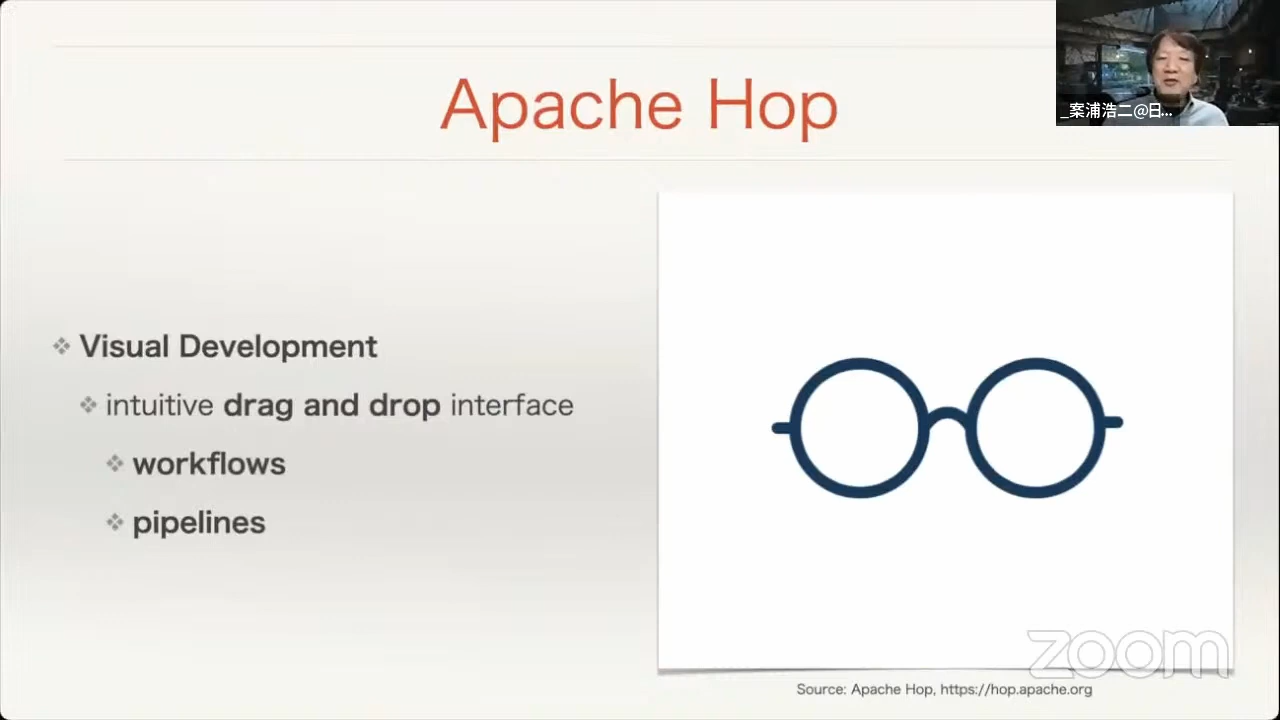 Apache Hop
_案浦浩二@日...
Visual Development
intuitive drag and drop interface
workflows
pipelines
zoom
Source: Apache Hop, https://hop.apache.org